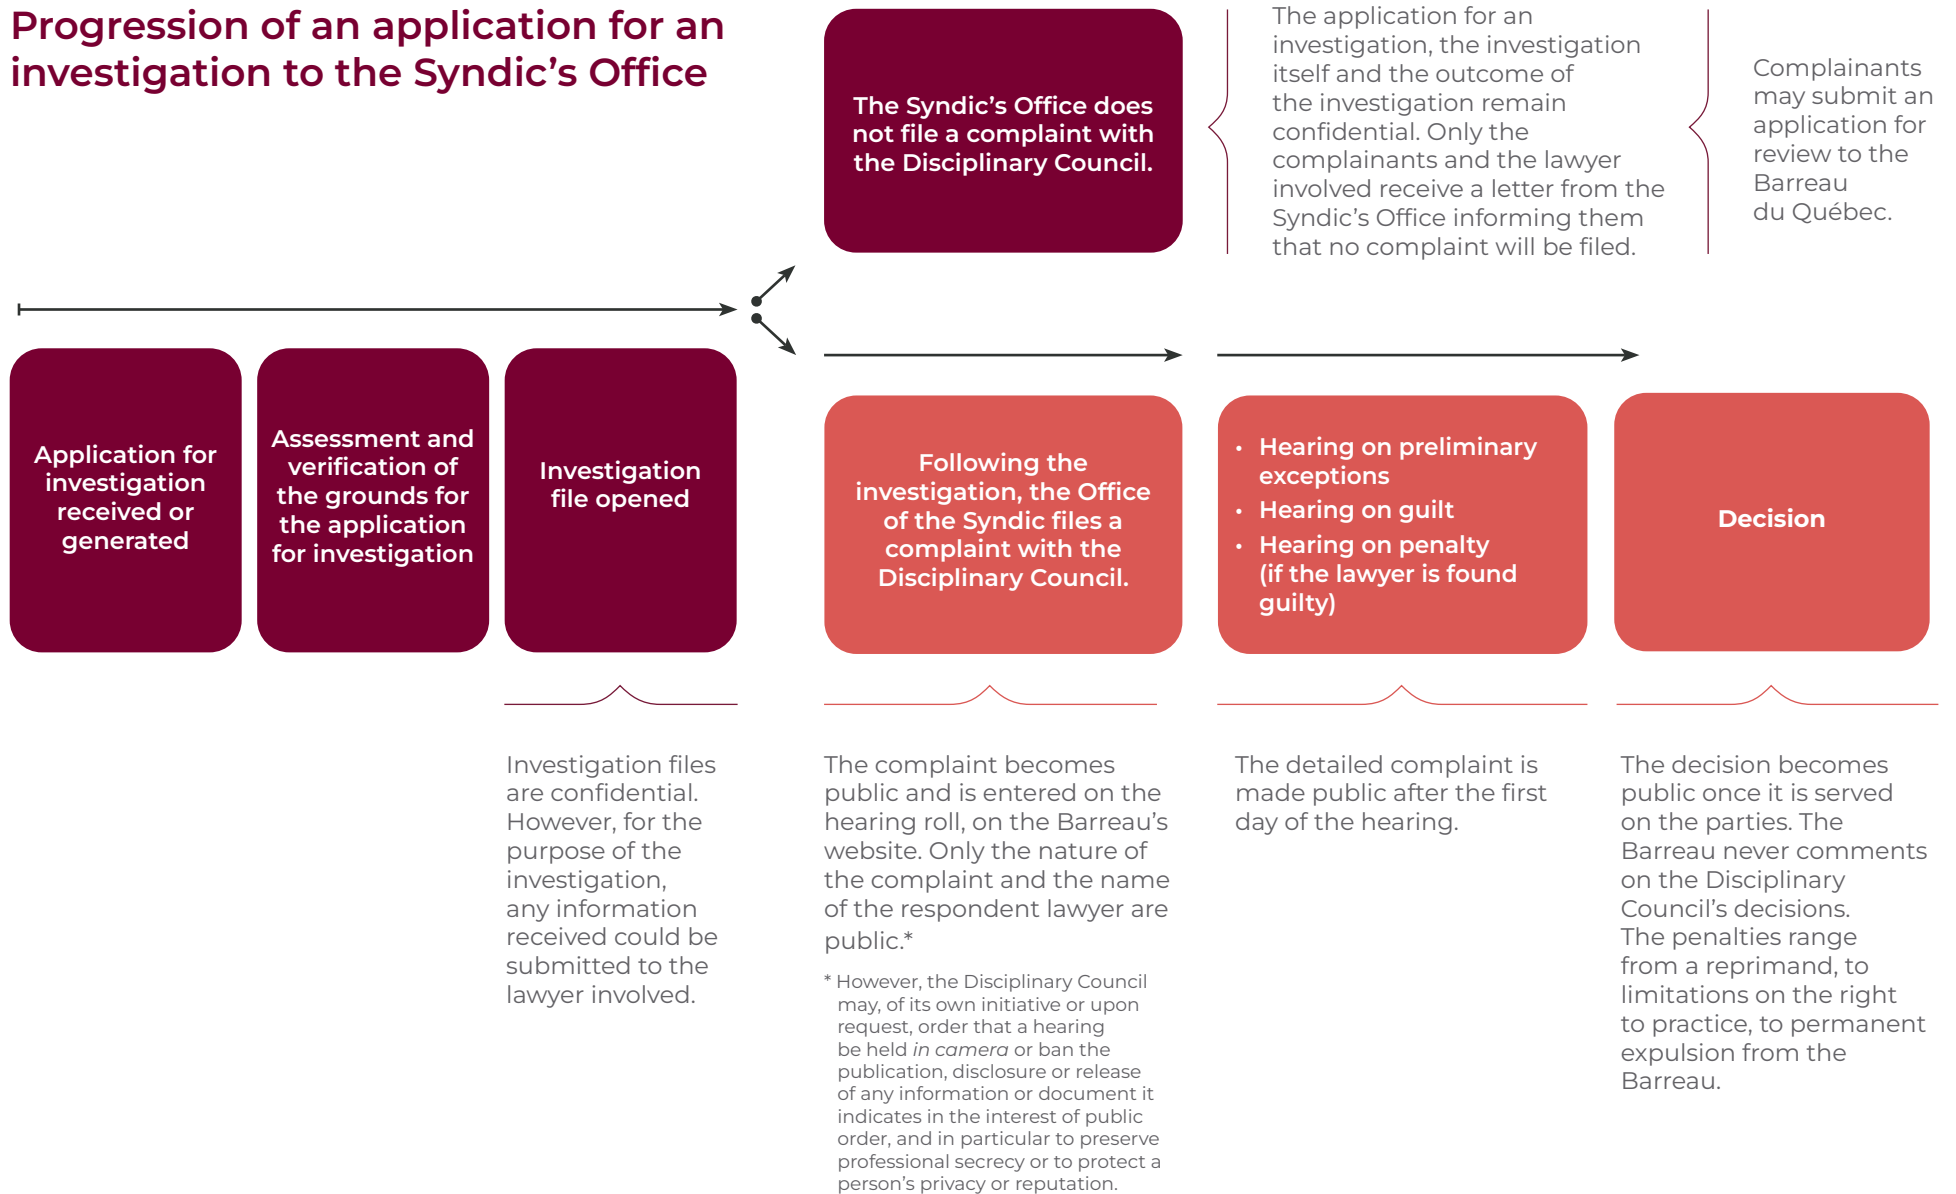 Progression of an application for an
investigation to the Syndic’s Office
The Syndic’s Office does
not file a complaint with
the Disciplinary Council.
The application for an
investigation, the investigation
itself and the outcome of
the investigation remain
confidential. Only the
complainants and the lawyer
involved receive a letter from the
Syndic’s Office informing them
that no complaint will be filed.
Complainants
may submit an
application for
review to the
Barreau
du Québec.
Application for
investigation
received or
generated
Assessment and
verification of
the grounds for
the application
for investigation
Investigation
file opened
Following the
investigation, the Office
of the Syndic files a
complaint with the
Disciplinary Council.
• Hearing on preliminary
exceptions
• Hearing on guilt
• Hearing on penalty
(if the lawyer is found
guilty)
Decision
Investigation files
are confidential.
However, for the
purpose of the
investigation,
any information
received could be
submitted to the
lawyer involved.
The complaint becomes
public and is entered on the
hearing roll, on the Barreau’s
website. Only the nature of
the complaint and the name
of the respondent lawyer are
public.*
* However, the Disciplinary Council
may, of its own initiative or upon
request, order that a hearing
be held in camera or ban the
publication, disclosure or release
of any information or document it
indicates in the interest of public
order, and in particular to preserve
professional secrecy or to protect a
person’s privacy or reputation.
The detailed complaint is
made public after the first
day of the hearing.
The decision becomes
public once it is served
on the parties. The
Barreau never comments
on the Disciplinary
Council’s decisions.
The penalties range
from a reprimand, to
limitations on the right
to practice, to permanent
expulsion from the
Barreau.